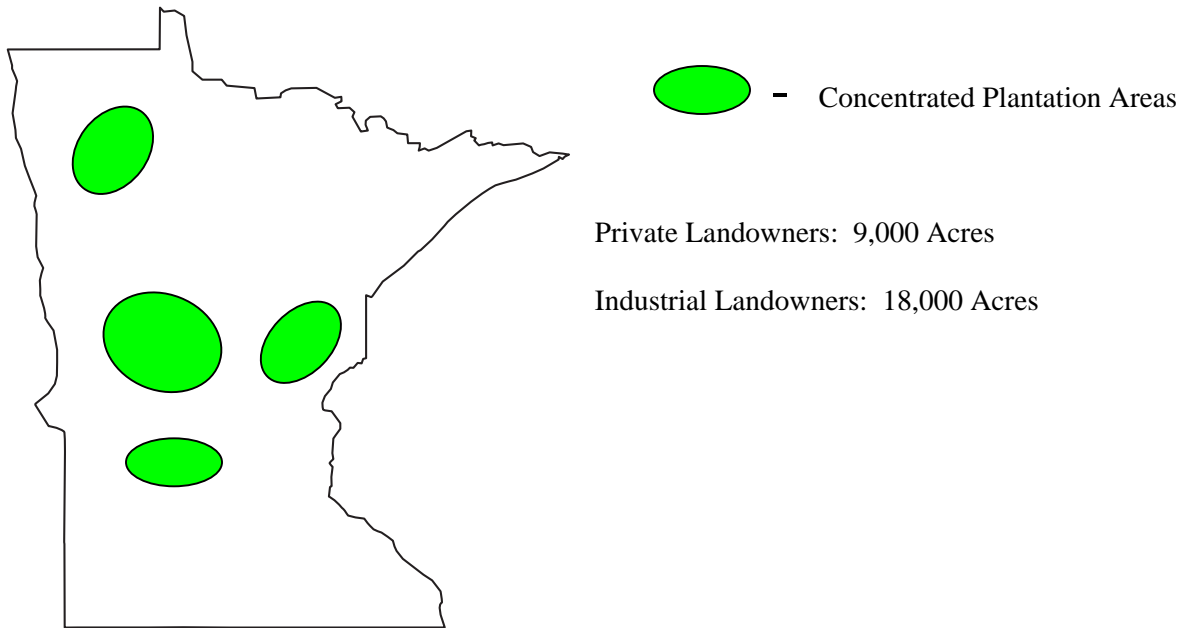 - Concentrated Plantation Areas
Private Landowners: 9,000 Acres
Industrial Landowners: 18,000 Acres